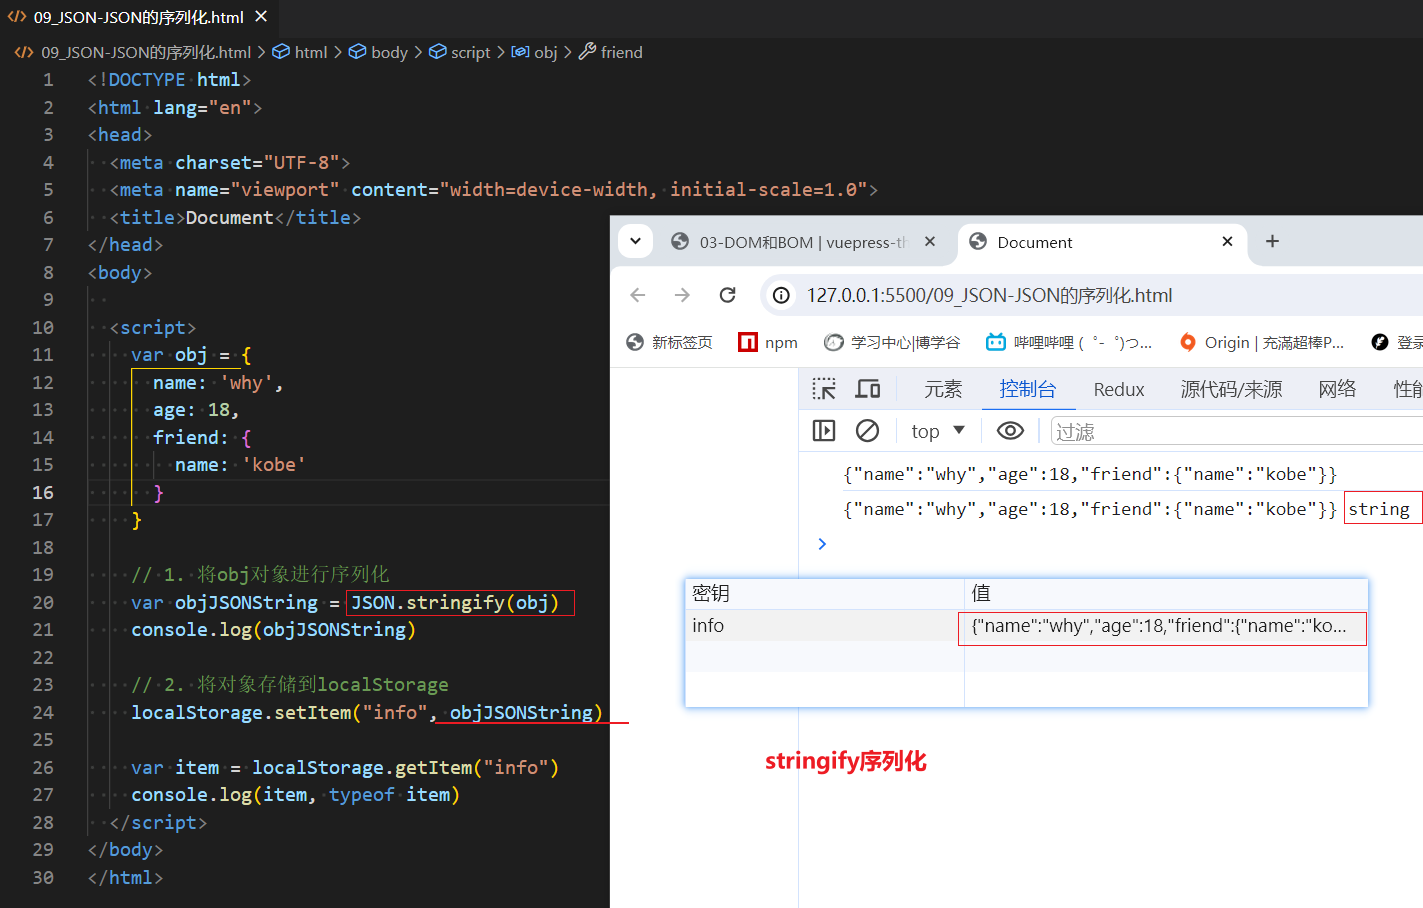 09_JSON-JSON的序列化.html
09_JSON-JSON的序列化.html > html > body > script > obj > friend
1 <!DOCTYPE html>
2 <html lang="en">
3 <head>
4 <meta charset="UTF-8">
5 <meta name="viewport" content="width=device-width, initial-scale=1.0">
6 <title>Document</title>
7 </head>
8 <body>
9
10 <script>
11 var obj = {
12 name: 'why',
13 age: 18,
14 friend: {
15 name: 'kobe'
16 }
17 }
18
19 // 1. 将obj对象进行序列化
20 var objJSONString = JSON.stringify(obj)
21 console.log(objJSONString)
22
23 // 2. 将对象存储到localStorage
24 localStorage.setItem("info", objJSONString)
25
26 var item = localStorage.getItem("info")
27 console.log(item, typeof item)
28 </script>
29 </body>
30 </html>
03-DOM和BOM | vuepress-th
Document
127.0.0.1:5500/09_JSON-JSON的序列化.html
新标签页 npm 学习中心|博学谷 哔哩哔哩 (゜-゜)つ... Origin | 充滿超棒P... 登录
元素 控制台 Redux 源代码/来源 网络 性能
top 过滤
{"name":"why","age":18,"friend":{"name":"kobe"}}
{"name":"why","age":18,"friend":{"name":"kobe"}} string
密钥 值
info {"name":"why","age":18,"friend":{"name":"ko...
stringify序列化